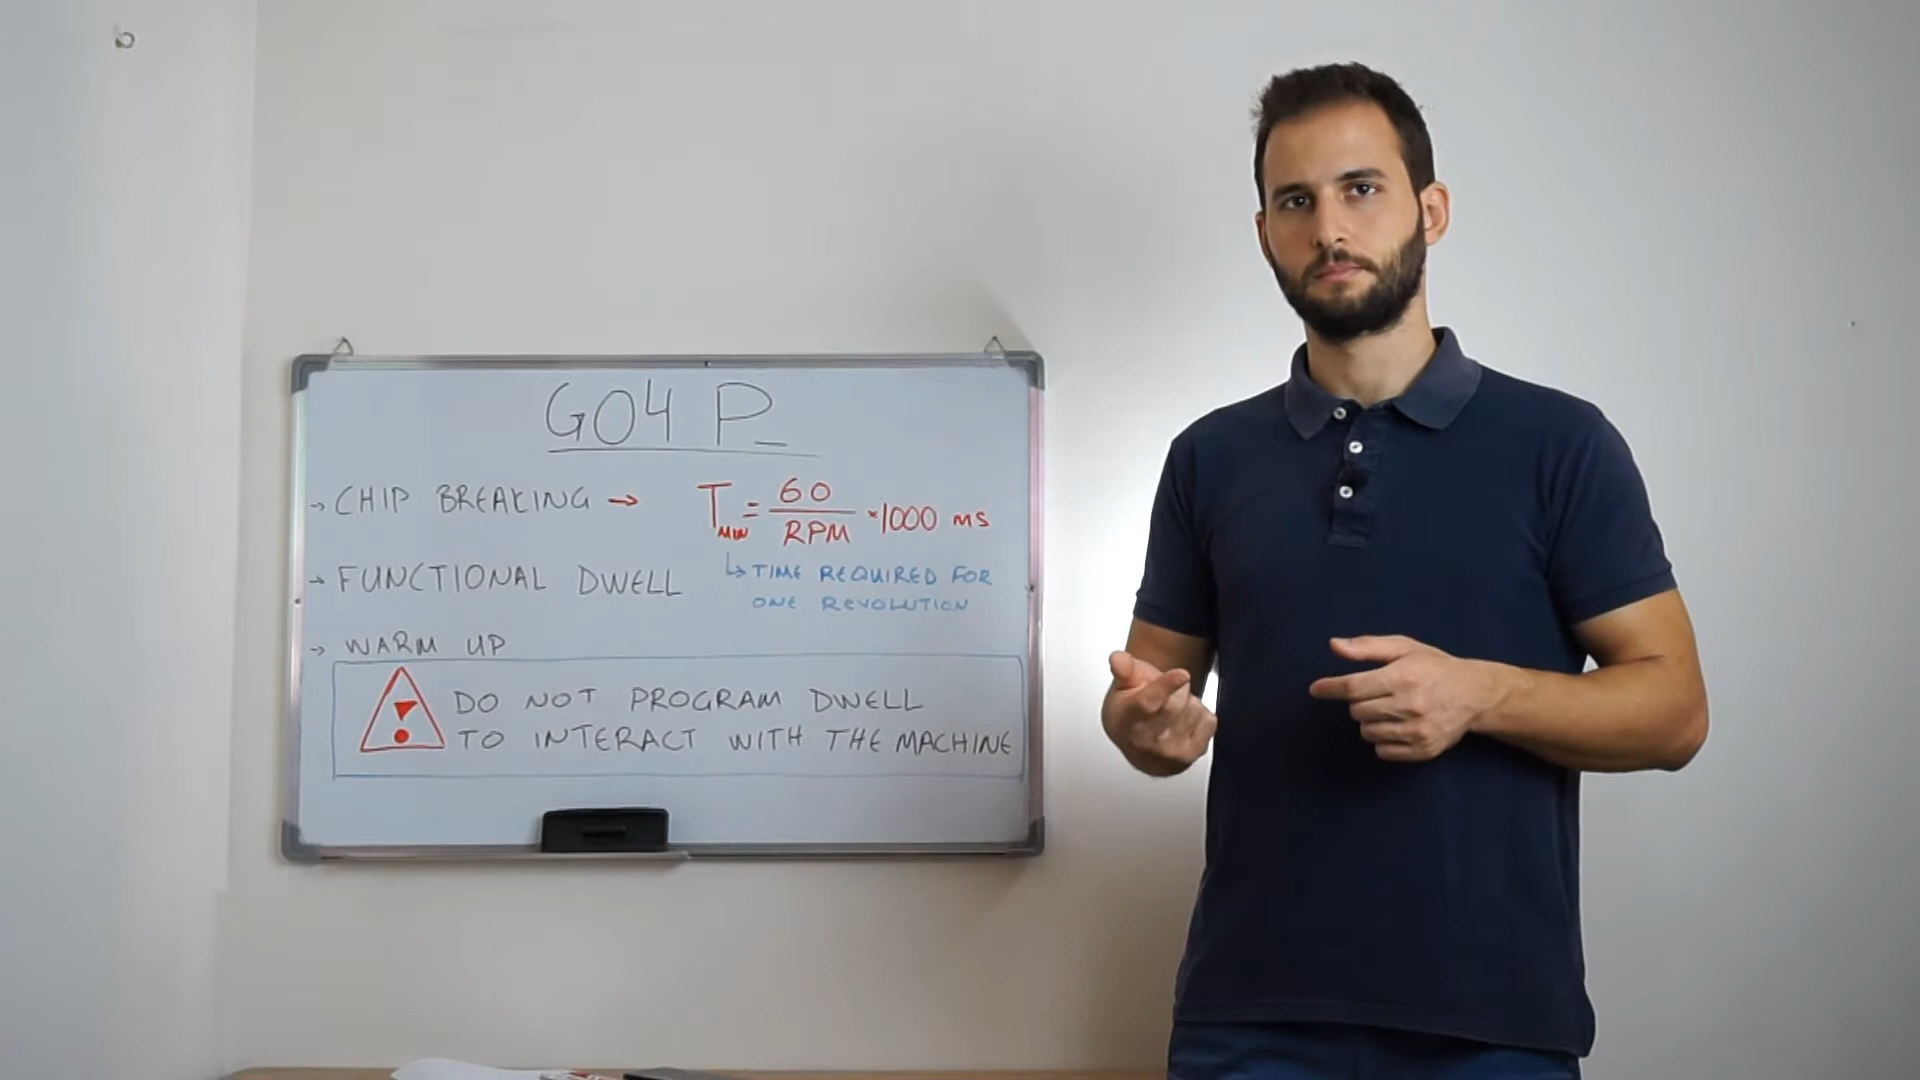 G04 P_
→ CHIP BREAKING → T MIN = 60 / RPM * 1000 MS
→ FUNCTIONAL DWELL
↳ TIME REQUIRED FOR
ONE REVOLUTION
→ WARM UP
! DO NOT PROGRAM DWELL
TO INTERACT WITH THE MACHINE